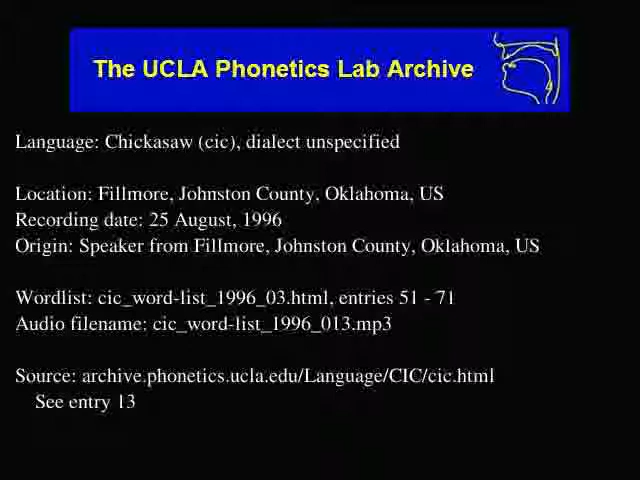 The UCLA Phonetics Lab Archive
Language: Chickasaw (cic), dialect unspecified
Location: Fillmore, Johnston County, Oklahoma, US
Recording date: 25 August, 1996
Origin: Speaker from Fillmore, Johnston County, Oklahoma, US
Wordlist: cic_word-list_1996_03.html, entries 51 - 71
Audio filename: cic_word-list_1996_013.mp3
Source: archive.phonetics.ucla.edu/Language/CIC/cic.html
See entry 13